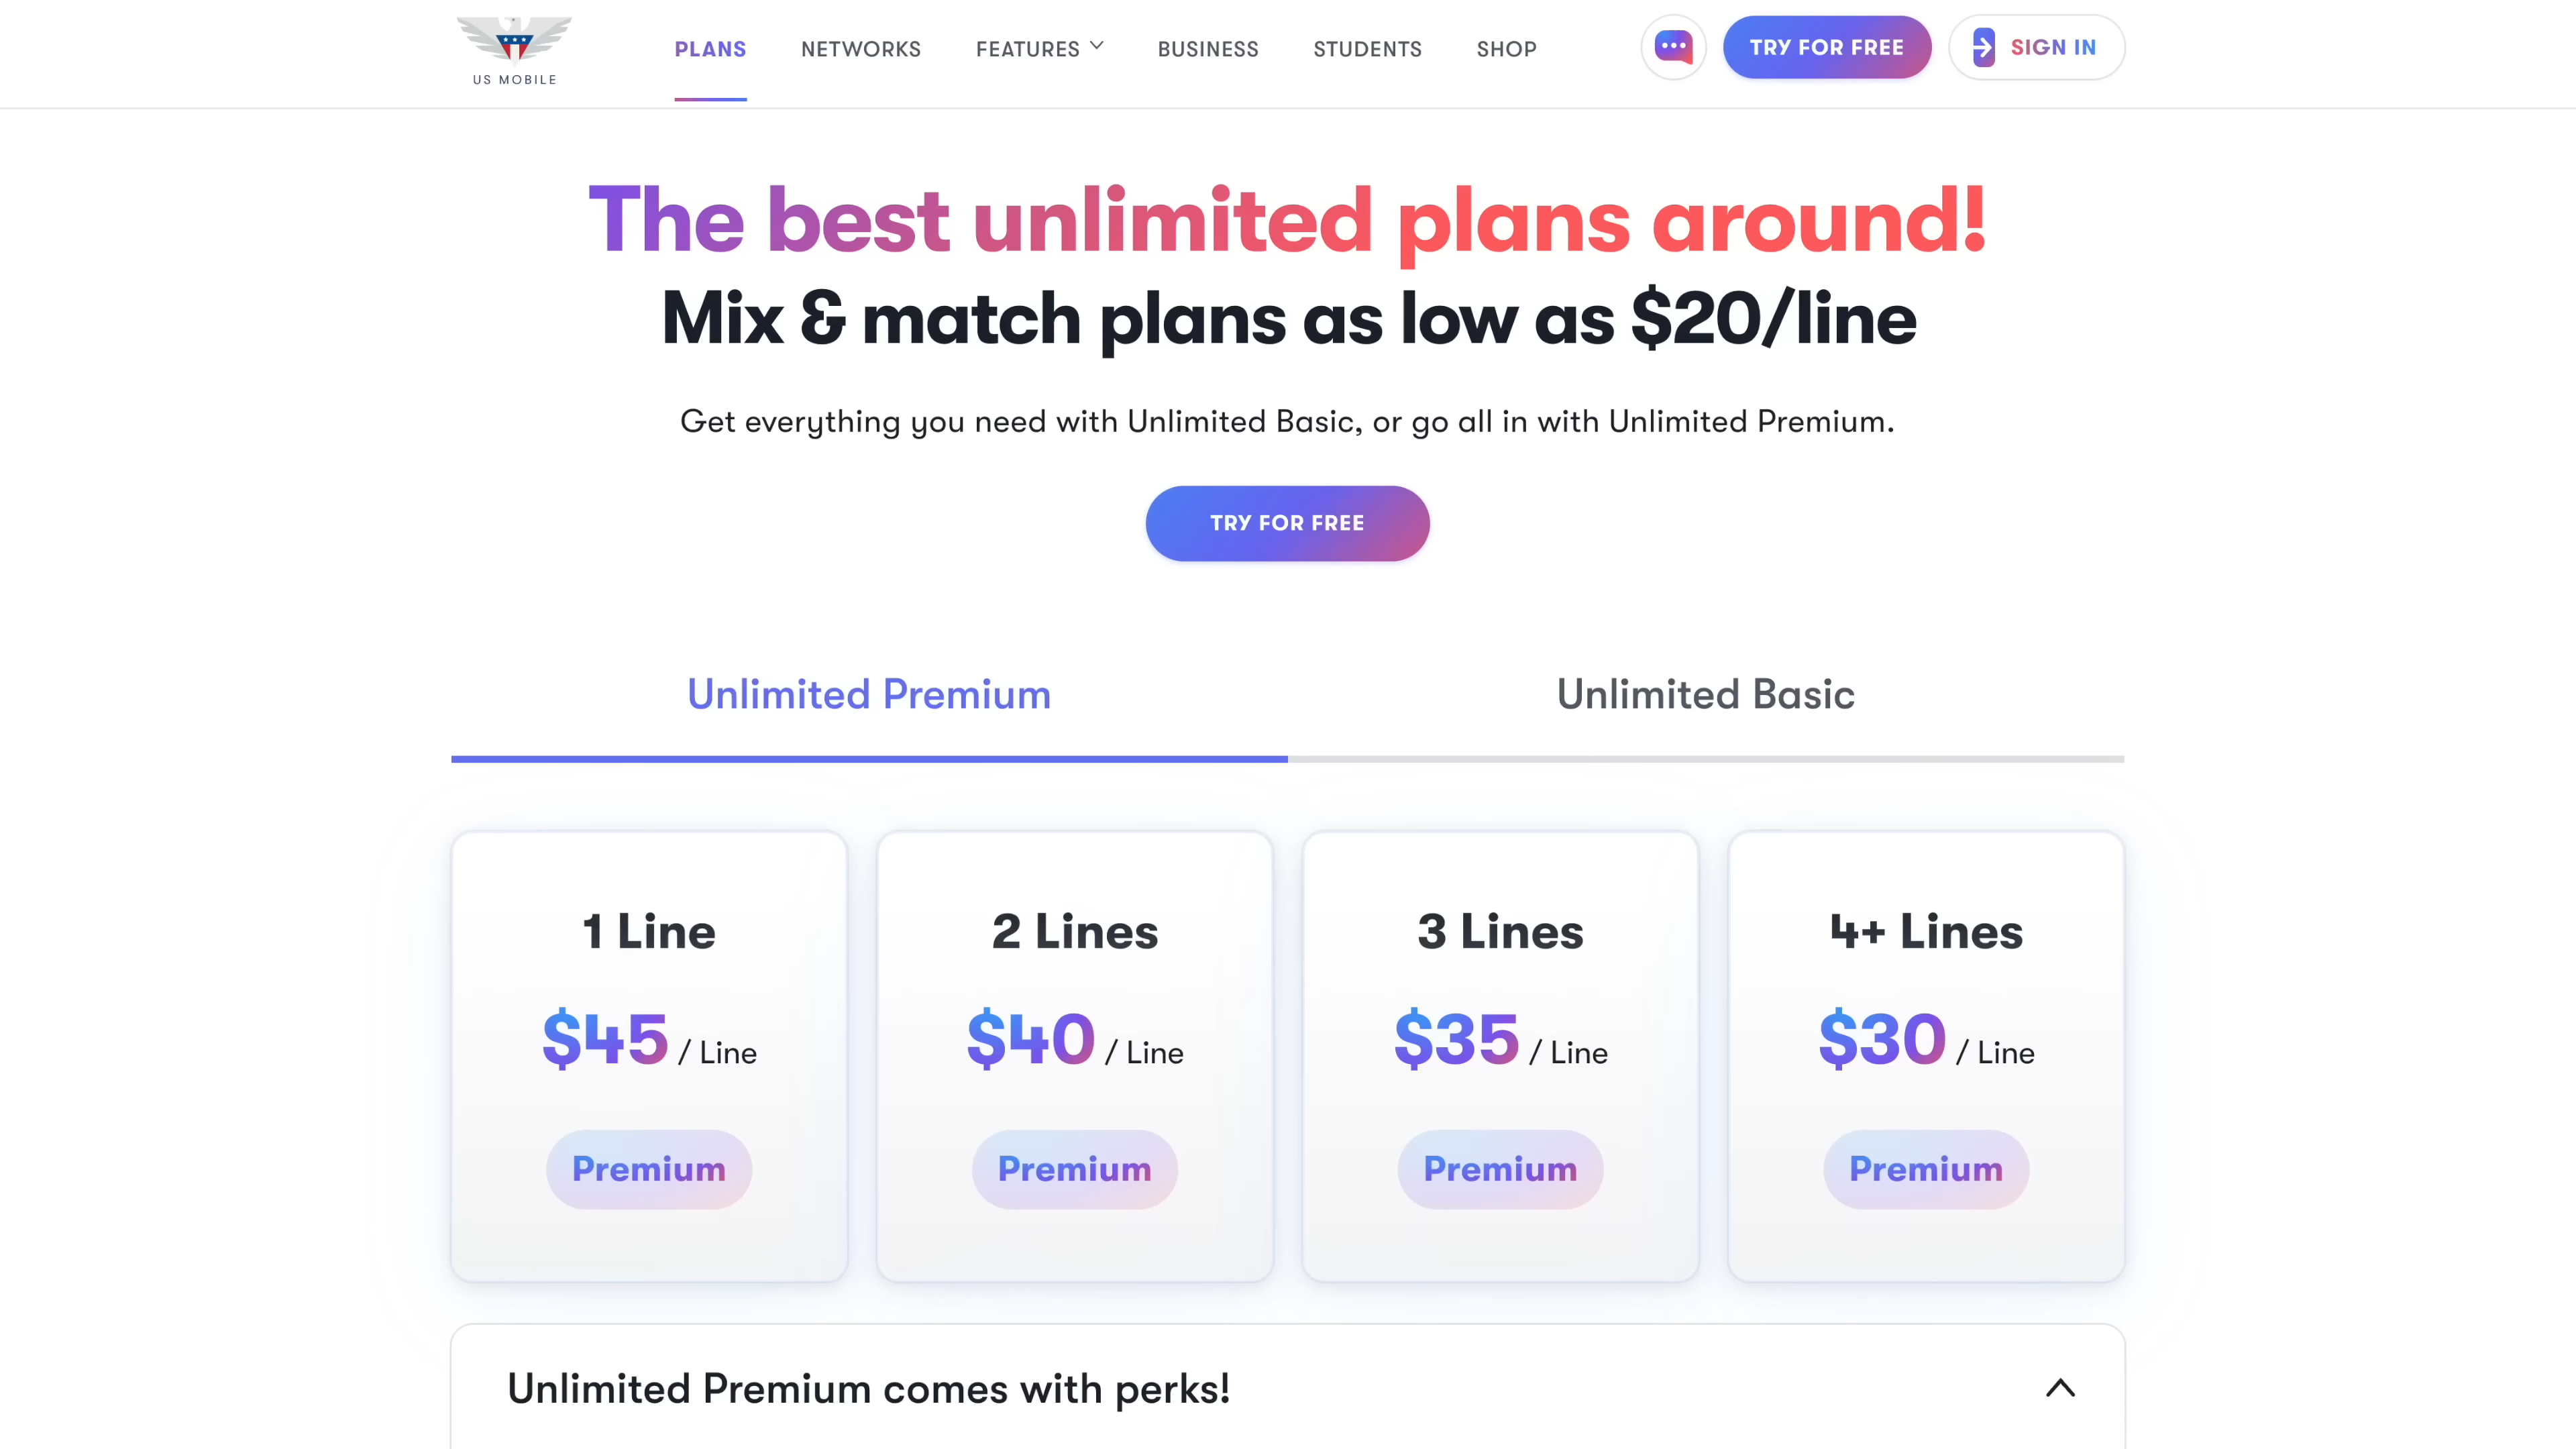 US MOBILE
PLANS
NETWORKS
FEATURES
BUSINESS
STUDENTS
SHOP
TRY FOR FREE
SIGN IN
The best unlimited plans around!
Mix & match plans as low as $20/line
Get everything you need with Unlimited Basic, or go all in with Unlimited Premium.
TRY FOR FREE
Unlimited Premium
Unlimited Basic
1 Line
$45 / Line
Premium
2 Lines
$40 / Line
Premium
3 Lines
$35 / Line
Premium
4+ Lines
$30 / Line
Premium
Unlimited Premium comes with perks!